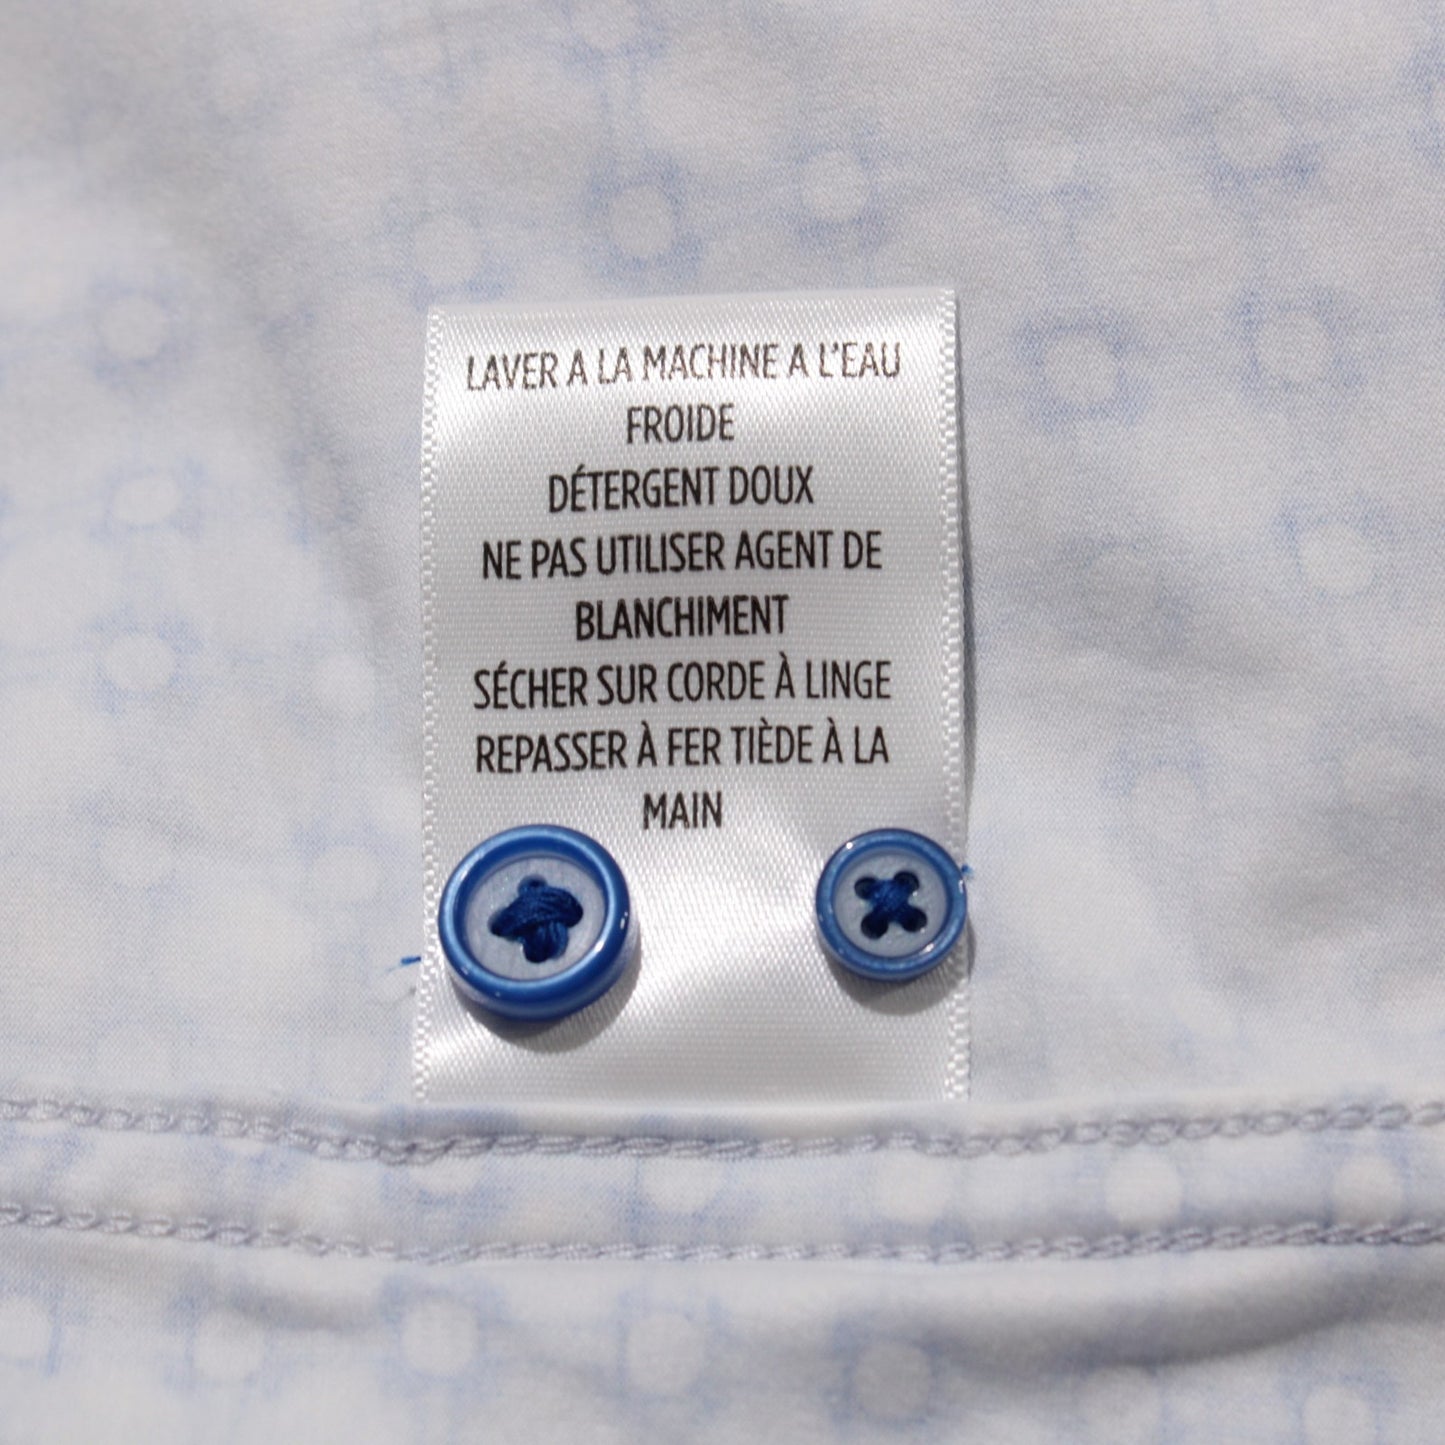 LAVER A LA MACHINE A L'EAU
FROIDE
DÉTERGENT DOUX
NE PAS UTILISER AGENT DE
BLANCHIMENT
SÉCHER SUR CORDE À LINGE
REPASSER À FER TIÈDE À LA
MAIN